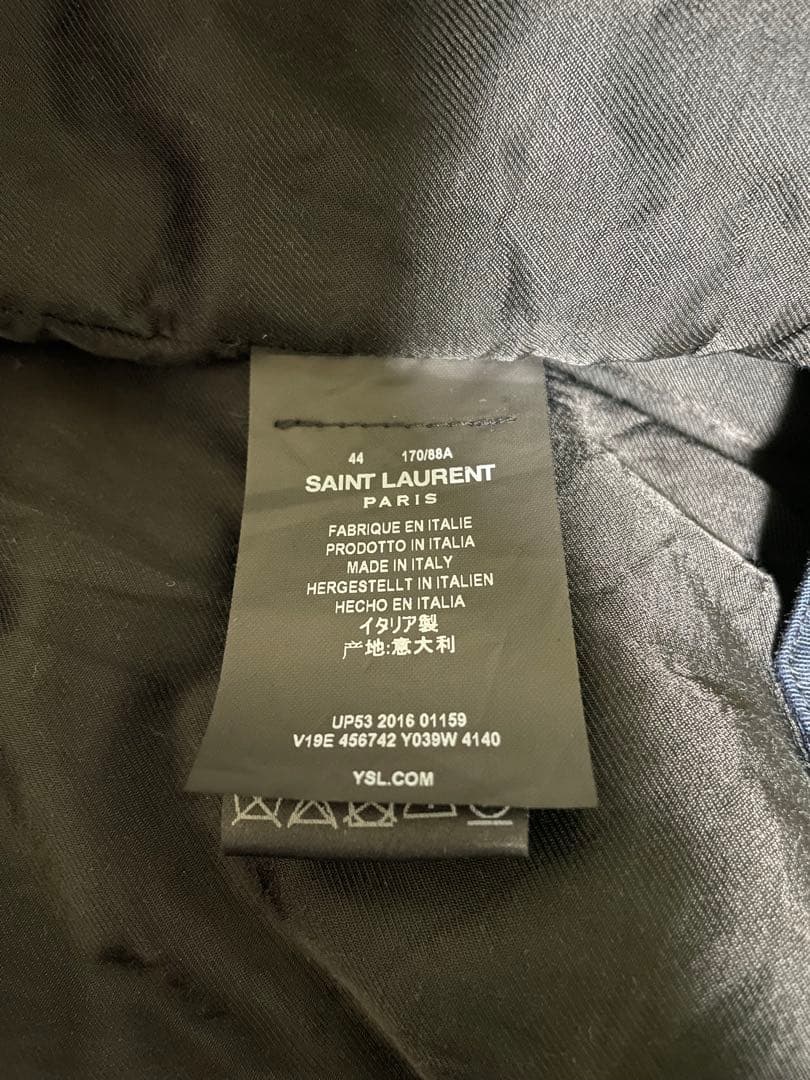 44 170/88A
SAINT LAURENT
PARIS
FABRIQUE EN ITALIE
PRODOTTO IN ITALIA
MADE IN ITALY
HERGESTELLT IN ITALIEN
HECHO EN ITALIA
イタリア製
产地:意大利
UP53 2016 01159
V19E 456742 Y039W 4140
YSL.COM